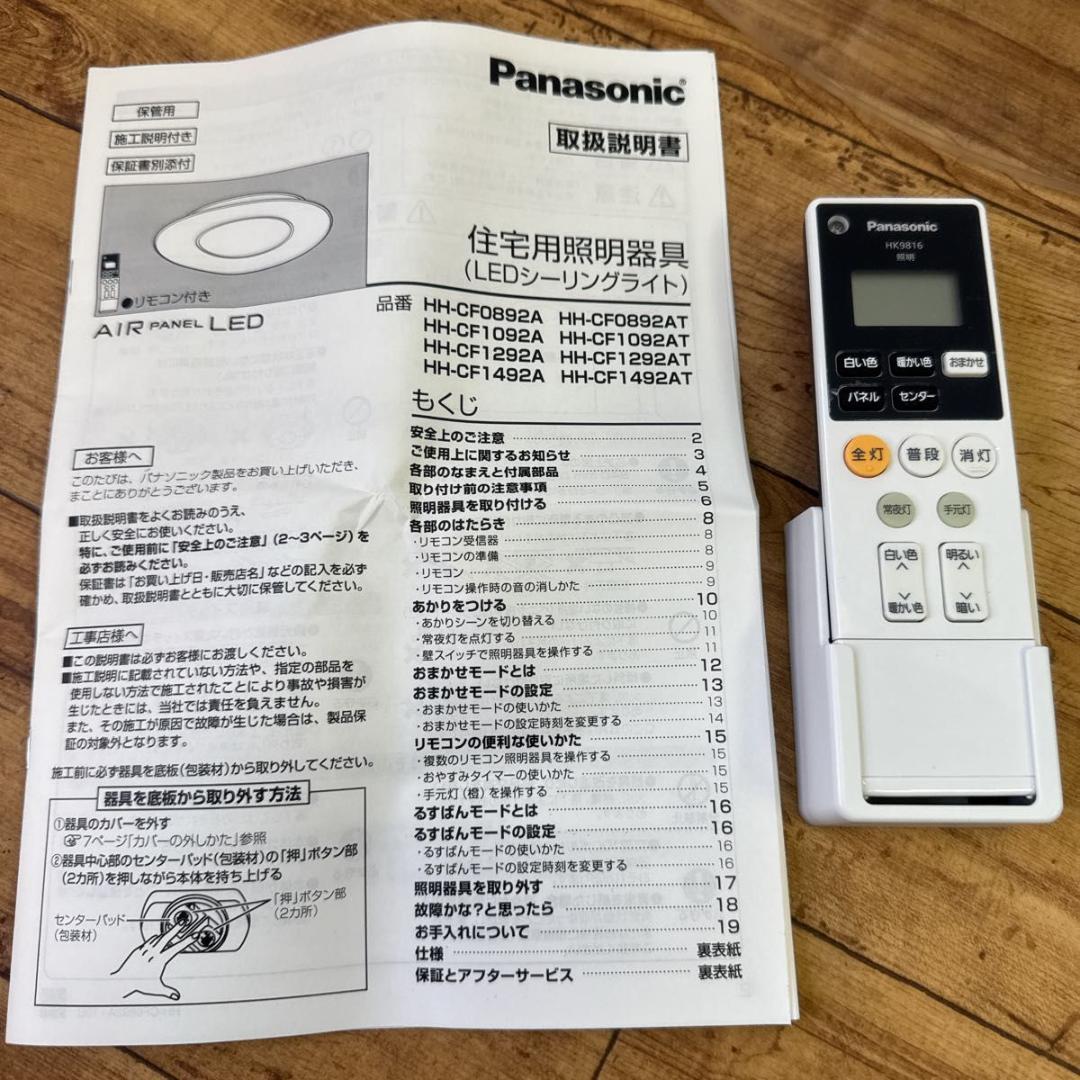 Panasonic
取扱説明書
保管用
施工説明付き
保証書別添付
●リモコン付き
AIR PANEL LED
住宅用照明器具
(LEDシーリングライト)
品番 HH-CF0892A HH-CF0892AT
HH-CF1092A HH-CF1092AT
HH-CF1292A HH-CF1292AT
HH-CF1492A HH-CF1492AT
お客様へ
このたびは、パナソニック製品をお買い上げいただき、
まことにありがとうございます。
■取扱説明書をよくお読みのうえ、
正しく安全にお使いください。
特に、ご使用前に「安全上のご注意」(2〜3ページ)を
必ずお読みください。
保証書は「お買い上げ日・販売店名」などの記入を必ず
確かめ、取扱説明書とともに大切に保管してください。
工事店様へ
■この説明書は必ずお客様にお渡しください。
■施工説明に記載されていない方法や、指定の部品を
使用しない方法で施工されたことにより事故や損害が
生じたときには、当社では責任を負えません。
また、その施工が原因で故障が生じた場合は、製品保
証の対象外となります。
施工前に必ず器具を底板(包装材)から取り外してください。
器具を底板から取り外す方法
①器具のカバーを外す
☞7ページ「カバーの外しかた」参照
②器具中心部のセンターパッド(包装材)の「押」ボタン部
(2カ所)を押しながら本体を持ち上げる
センターパッド
(包装材)
「押」ボタン部
(2カ所)
もくじ
安全上のご注意 2
ご使用上に関するお知らせ 3
各部のなまえと付属部品 4
取り付け前の注意事項 5
照明器具を取り付ける 6
各部のはたらき 8
・リモコン受信器 8
・リモコンの準備 8
・リモコン 9
・リモコン操作時の音の消しかた 9
あかりをつける 10
・あかりシーンを切り替える 10
・常夜灯を点灯する 11
・壁スイッチで照明器具を操作する 11
おまかせモードとは 12
おまかせモードの設定 13
・おまかせモードの使いかた 13
・おまかせモードの設定時刻を変更する 14
リモコンの便利な使いかた 15
・複数のリモコン照明器具を操作する 15
・おやすみタイマーの使いかた 15
・手元灯(橙)を操作する 15
るすばんモードとは 16
るすばんモードの設定 16
・るすばんモードの使いかた 16
・るすばんモードの設定時刻を変更する 16
照明器具を取り外す 17
故障かな?と思ったら 18
お手入れについて 19
仕様 裏表紙
保証とアフターサービス 裏表紙
Panasonic
HK9816
照明
白い色 暖かい色 おまかせ
パネル センター
全灯 普段 消灯
常夜灯 手元灯
白い色 明るい
暖かい色 暗い